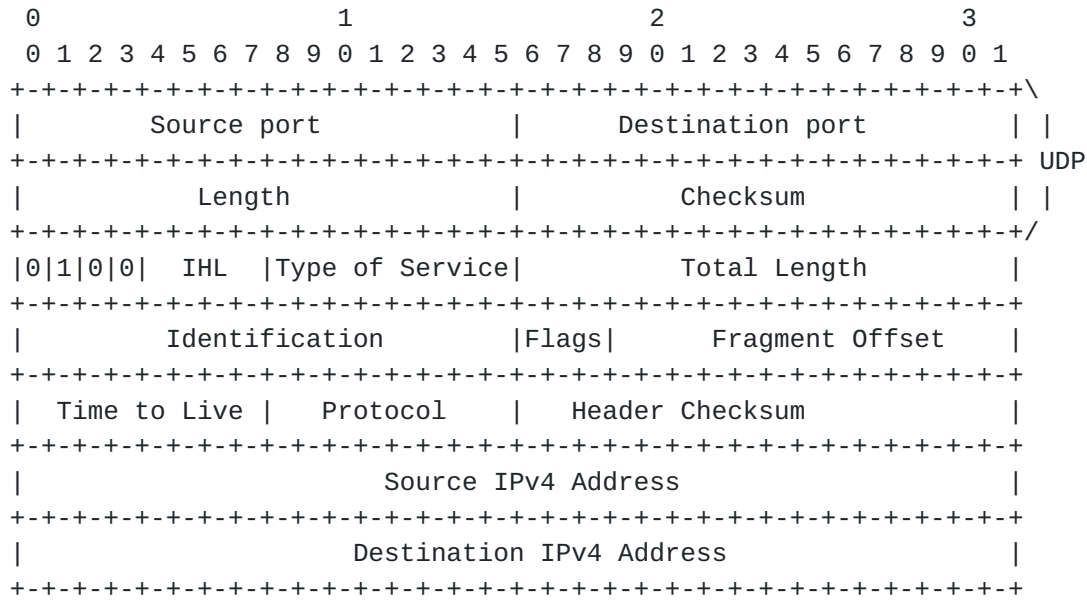 0                   1                   2                   3
 0 1 2 3 4 5 6 7 8 9 0 1 2 3 4 5 6 7 8 9 0 1 2 3 4 5 6 7 8 9 0 1
+-+-+-+-+-+-+-+-+-+-+-+-+-+-+-+-+-+-+-+-+-+-+-+-+-+-+-+-+-+-+-+-+\
|        Source port            |      Destination port         | |
+-+-+-+-+-+-+-+-+-+-+-+-+-+-+-+-+-+-+-+-+-+-+-+-+-+-+-+-+-+-+-+-+ UDP
|           Length              |          Checksum             | |
+-+-+-+-+-+-+-+-+-+-+-+-+-+-+-+-+-+-+-+-+-+-+-+-+-+-+-+-+-+-+-+-+/
|0|1|0|0|  IHL  |Type of Service|          Total Length         |
+-+-+-+-+-+-+-+-+-+-+-+-+-+-+-+-+-+-+-+-+-+-+-+-+-+-+-+-+-+-+-+-+
|         Identification        |Flags|      Fragment Offset    |
+-+-+-+-+-+-+-+-+-+-+-+-+-+-+-+-+-+-+-+-+-+-+-+-+-+-+-+-+-+-+-+-+
|  Time to Live |   Protocol    |   Header Checksum             |
+-+-+-+-+-+-+-+-+-+-+-+-+-+-+-+-+-+-+-+-+-+-+-+-+-+-+-+-+-+-+-+-+
|                       Source IPv4 Address                     |
+-+-+-+-+-+-+-+-+-+-+-+-+-+-+-+-+-+-+-+-+-+-+-+-+-+-+-+-+-+-+-+-+
|                     Destination IPv4 Address                  |
+-+-+-+-+-+-+-+-+-+-+-+-+-+-+-+-+-+-+-+-+-+-+-+-+-+-+-+-+-+-+-+-+